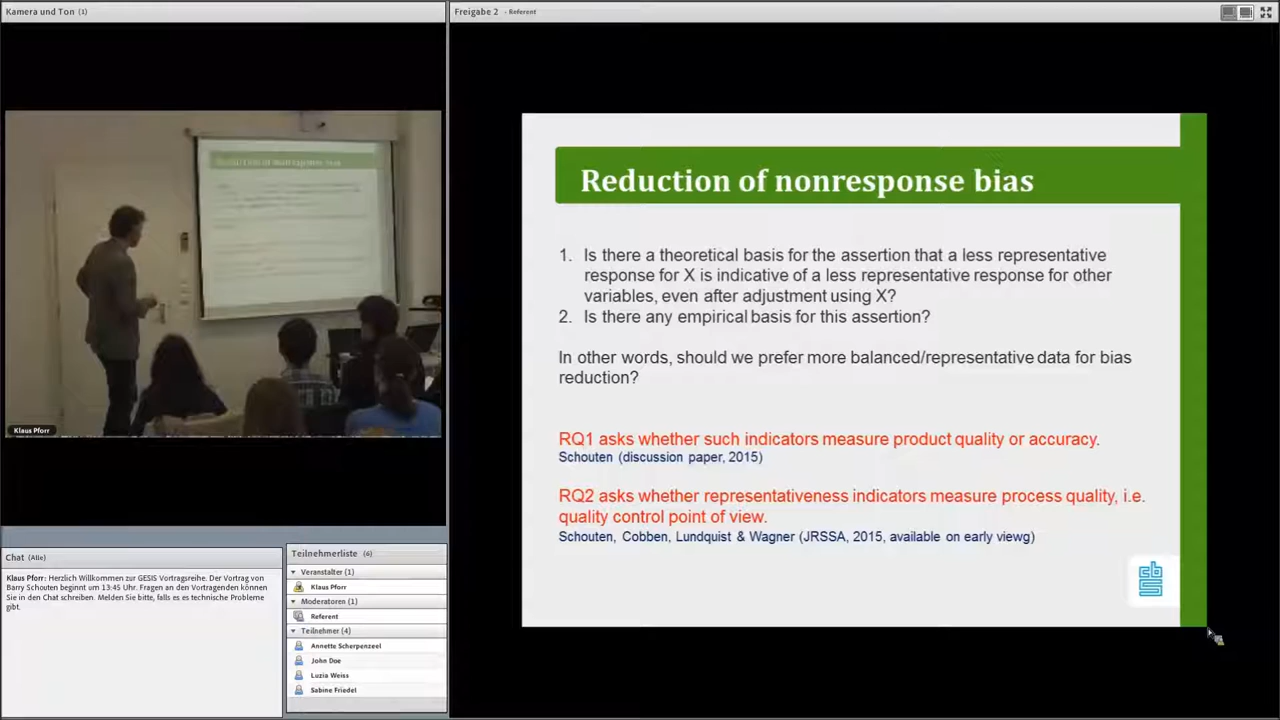 Kamera und Ton (1)
Klaus Pforr
Freigabe 2 - Referent
Reduction of nonresponse bias
1. Is there a theoretical basis for the assertion that a less representative
response for X is indicative of a less representative response for other
variables, even after adjustment using X?
2. Is there any empirical basis for this assertion?
In other words, should we prefer more balanced/representative data for bias
reduction?
RQ1 asks whether such indicators measure product quality or accuracy.
Schouten (discussion paper, 2015)
RQ2 asks whether representativeness indicators measure process quality, i.e.
quality control point of view.
Schouten, Cobben, Lundquist & Wagner (JRSSA, 2015, available on early viewg)
Chat (Alle)
Klaus Pforr: Herzlich Willkommen zur GESIS Vortragsreihe. Der Vortrag von
Barry Schouten beginnt um 13:45 Uhr. Fragen an den Vortragenden können
Sie in den Chat schreiben. Melden Sie bitte, falls es es technische Probleme
gibt.
Teilnehmerliste (6)
Veranstalter (1)
Klaus Pforr
Moderatoren (1)
Referent
Teilnehmer (4)
Annette Scherpenzeel
John Doe
Luzia Weiss
Sabine Friedel